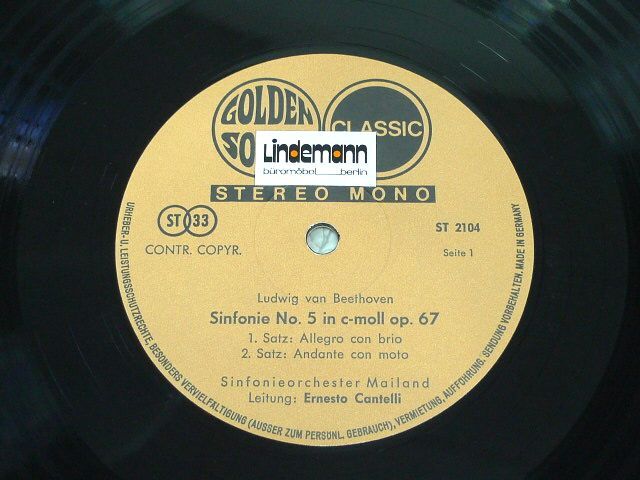 GOLDEN
SO
CLASSIC
Lindemann
büromöbel berlin
STEREO MONO
ST 33
CONTR. COPYR.
ST 2104
Seite 1
Ludwig van Beethoven
Sinfonie No. 5 in c-moll op. 67
1. Satz: Allegro con brio
2. Satz: Andante con moto
Sinfonieorchester Mailand
Leitung: Ernesto Cantelli
URHEBER- U. LEISTUNGSSCHUTZRECHTE, BESONDERS VERVIELFÄLTIGUNG (AUSSER ZUM PERSÖNL. GEBRAUCH), VERMIETUNG, AUFFÜHRUNG, SENDUNG VORBEHALTEN. MADE IN GERMANY